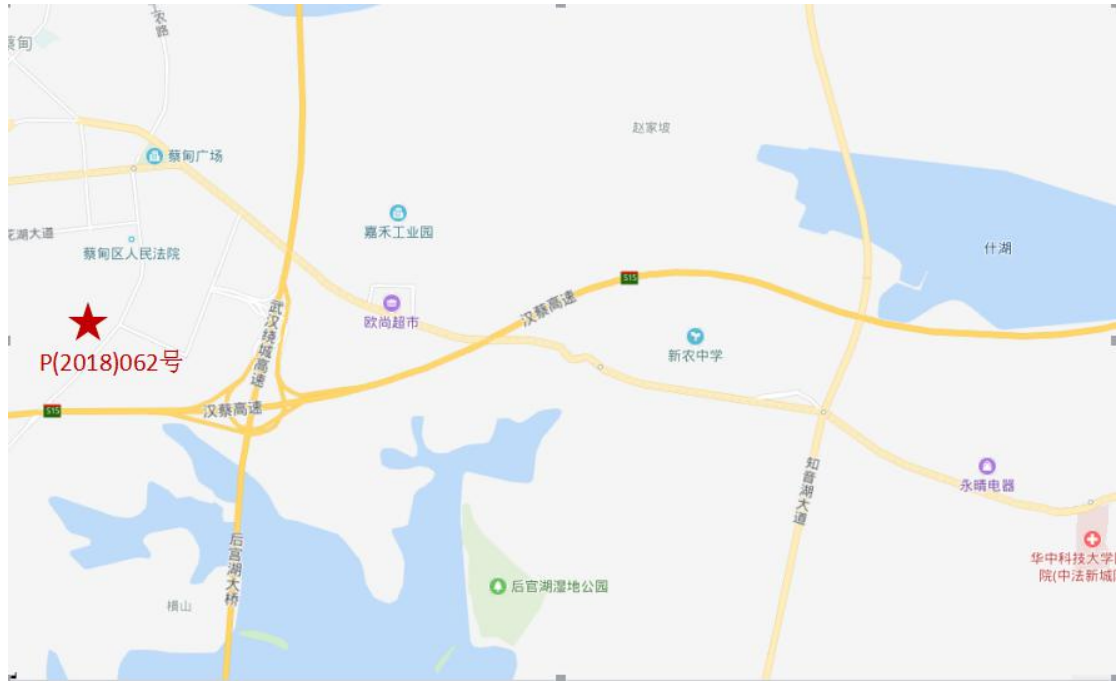 工农路
蔡甸
赵家坡
蔡甸广场
嘉禾工业园
什湖
花湖大道
蔡甸区人民法院
S15
武汉绕城高速
汉蔡高速
欧尚超市
新农中学
P(2018)062号
S15
汉蔡高速
知音湖大道
永晴电器
后官湖大桥
华中科技大学
院(中法新城
后官湖湿地公园
横山